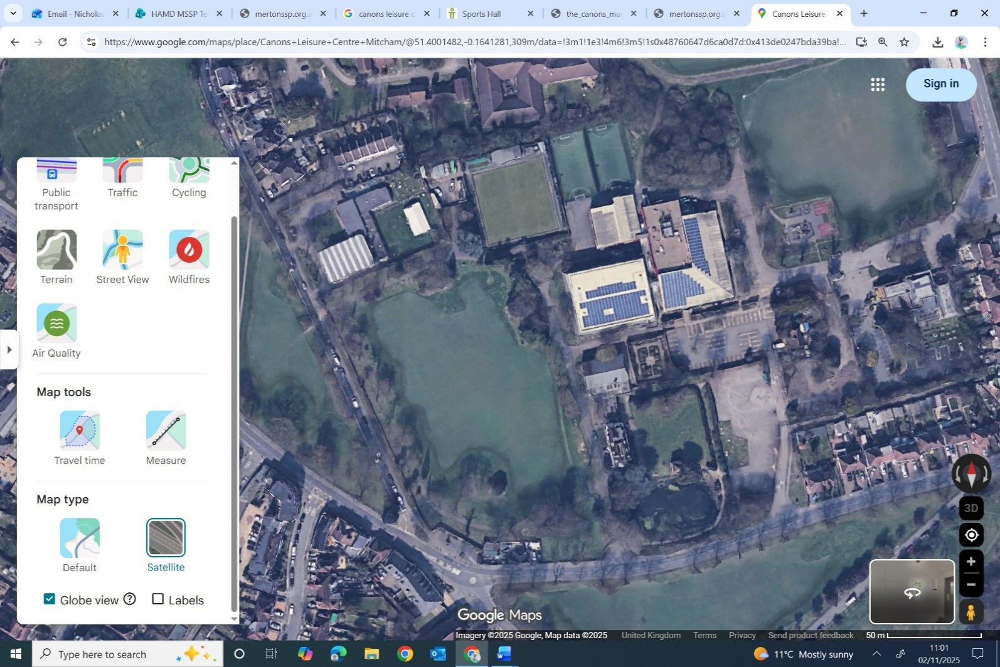 Email - Nicholas
HAMD MSSP Te
mertonssp.org.u
canons leisure c
Sports Hall
the_canons_ma
mertonssp.org.u
Canons Leisure
https://www.google.com/maps/place/Canons+Leisure+Centre+Mitcham/@51.4001482,-0.1641281,309m/data=!3m1!1e3!4m6!3m5!1s0x48760647d6ca0d7d:0x413de0247bda39ba!...
Sign in
Public transport
Traffic
Cycling
Terrain
Street View
Wildfires
Air Quality
Map tools
Travel time
Measure
Map type
Default
Satellite
Globe view
Labels
3D
Google Maps
Imagery ©2025 Google, Map data ©2025
United Kingdom
Terms
Privacy
Send product feedback
50 m
Type here to search
11°C Mostly sunny
11:01
02/11/2025